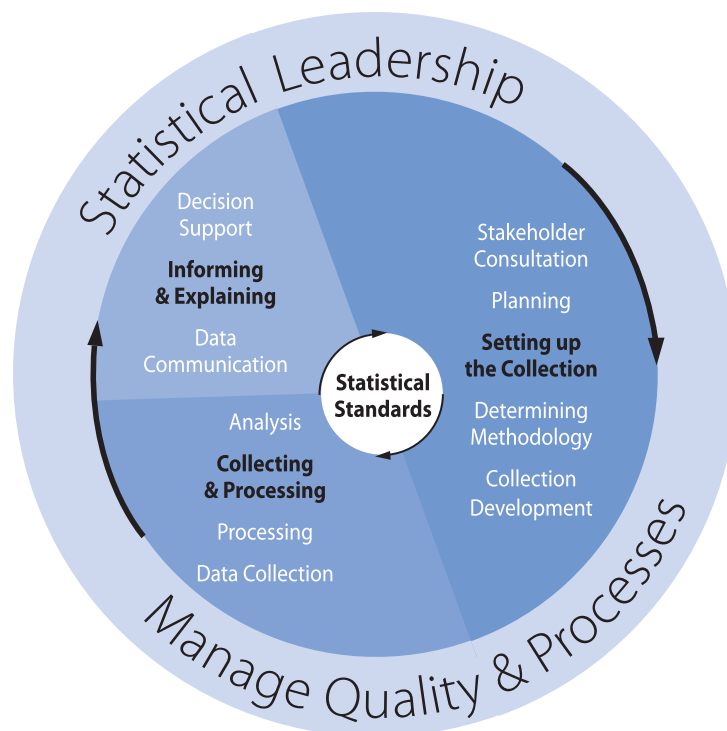 Statistical Leadership
Decision
Support
Informing
& Explaining
Data
Communication
Stakeholder
Consultation
Planning
Setting up
the Collection
Determining
Methodology
Collection
Development
Statistical
Standards
Analysis
Collecting
& Processing
Processing
Data Collection
Manage Quality & Processes